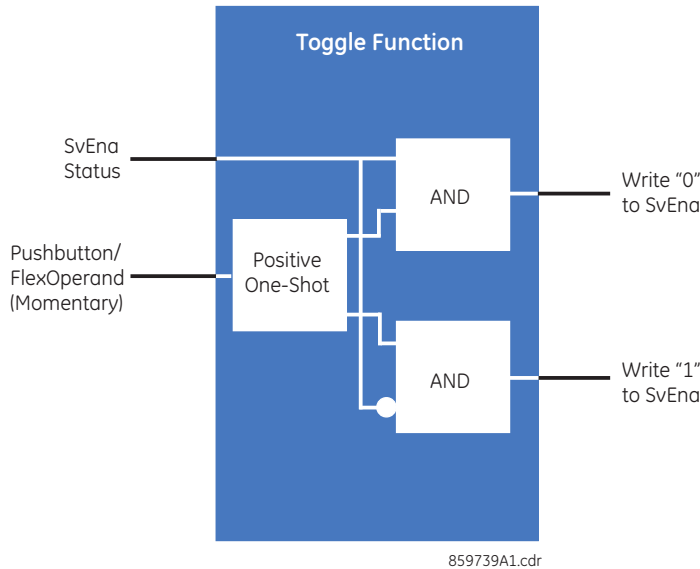 Toggle Function
SvEna
Status
AND
Write “0”
to SvEna
Pushbutton/
FlexOperand
(Momentary)
Positive
One-Shot
AND
Write “1”
to SvEna
859739A1.cdr